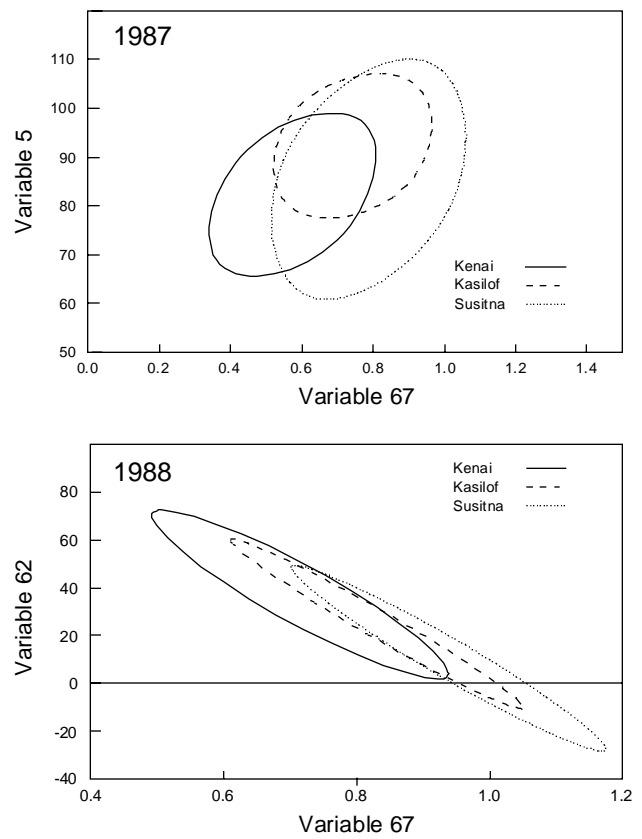 1987
120
110
100
90
80
70
60
50
Variable 5
Kenai
Kasilof
Susitna
0.0 0.2 0.4 0.6 0.8 1.0 1.2 1.4
Variable 67
1988
80
60
40
20
0
-20
-40
Variable 62
Kenai
Kasilof
Susitna
0.4 0.6 0.8 1.0 1.2
Variable 67